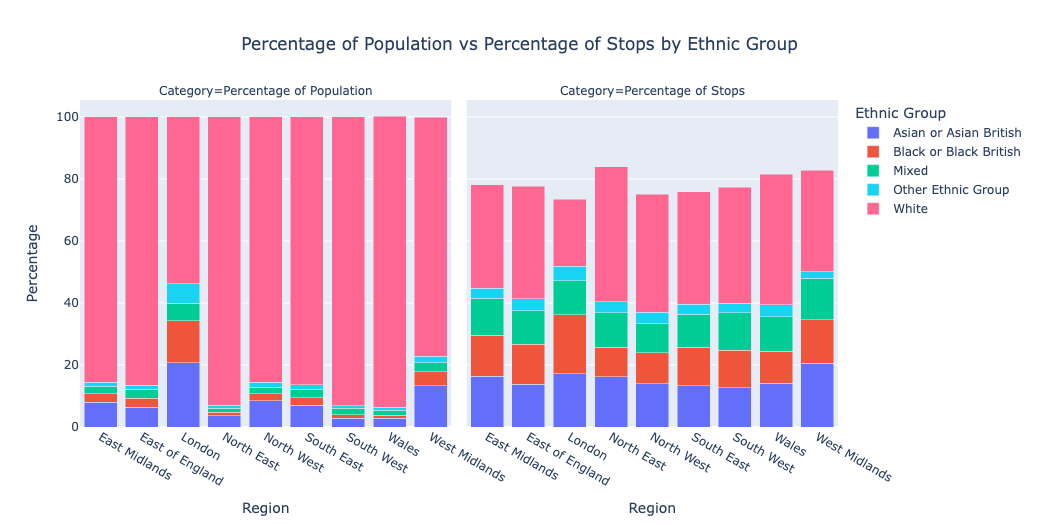 Percentage of Population vs Percentage of Stops by Ethnic Group
Category=Percentage of Population
Category=Percentage of Stops
Ethnic Group
Asian or Asian British
Black or Black British
Mixed
Other Ethnic Group
White
Percentage
100
80
60
40
20
0
East Midlands
East of England
London
North East
North West
South East
South West
Wales
West Midlands
East Midlands
East of England
London
North East
North West
South East
South West
Wales
West Midlands
Region
Region